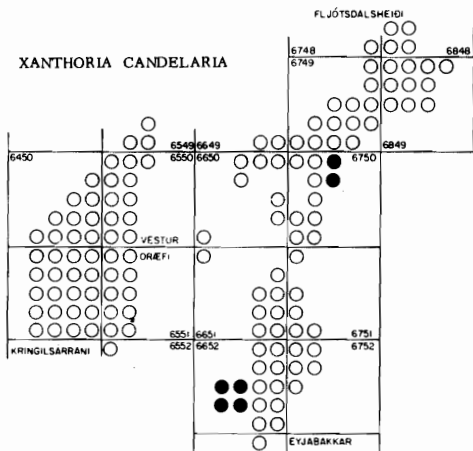 FLJÓTSDALSHEIÐI
XANTHORIA CANDELARIA
6748 6848
6749
6450 6549 6649 6849
6550 6650 6750
VESTUR
ÖRÆFI
6551 6651 6751
KRINGILSÁRRANI 6552 6652 6752
EYJABAKKAR